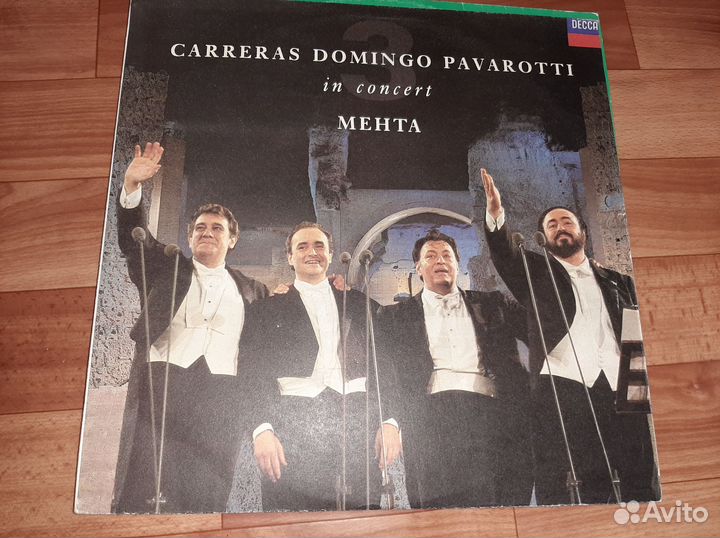 DECCA
3
CARRERAS DOMINGO PAVAROTTI
in concert
MEHTA
Avito